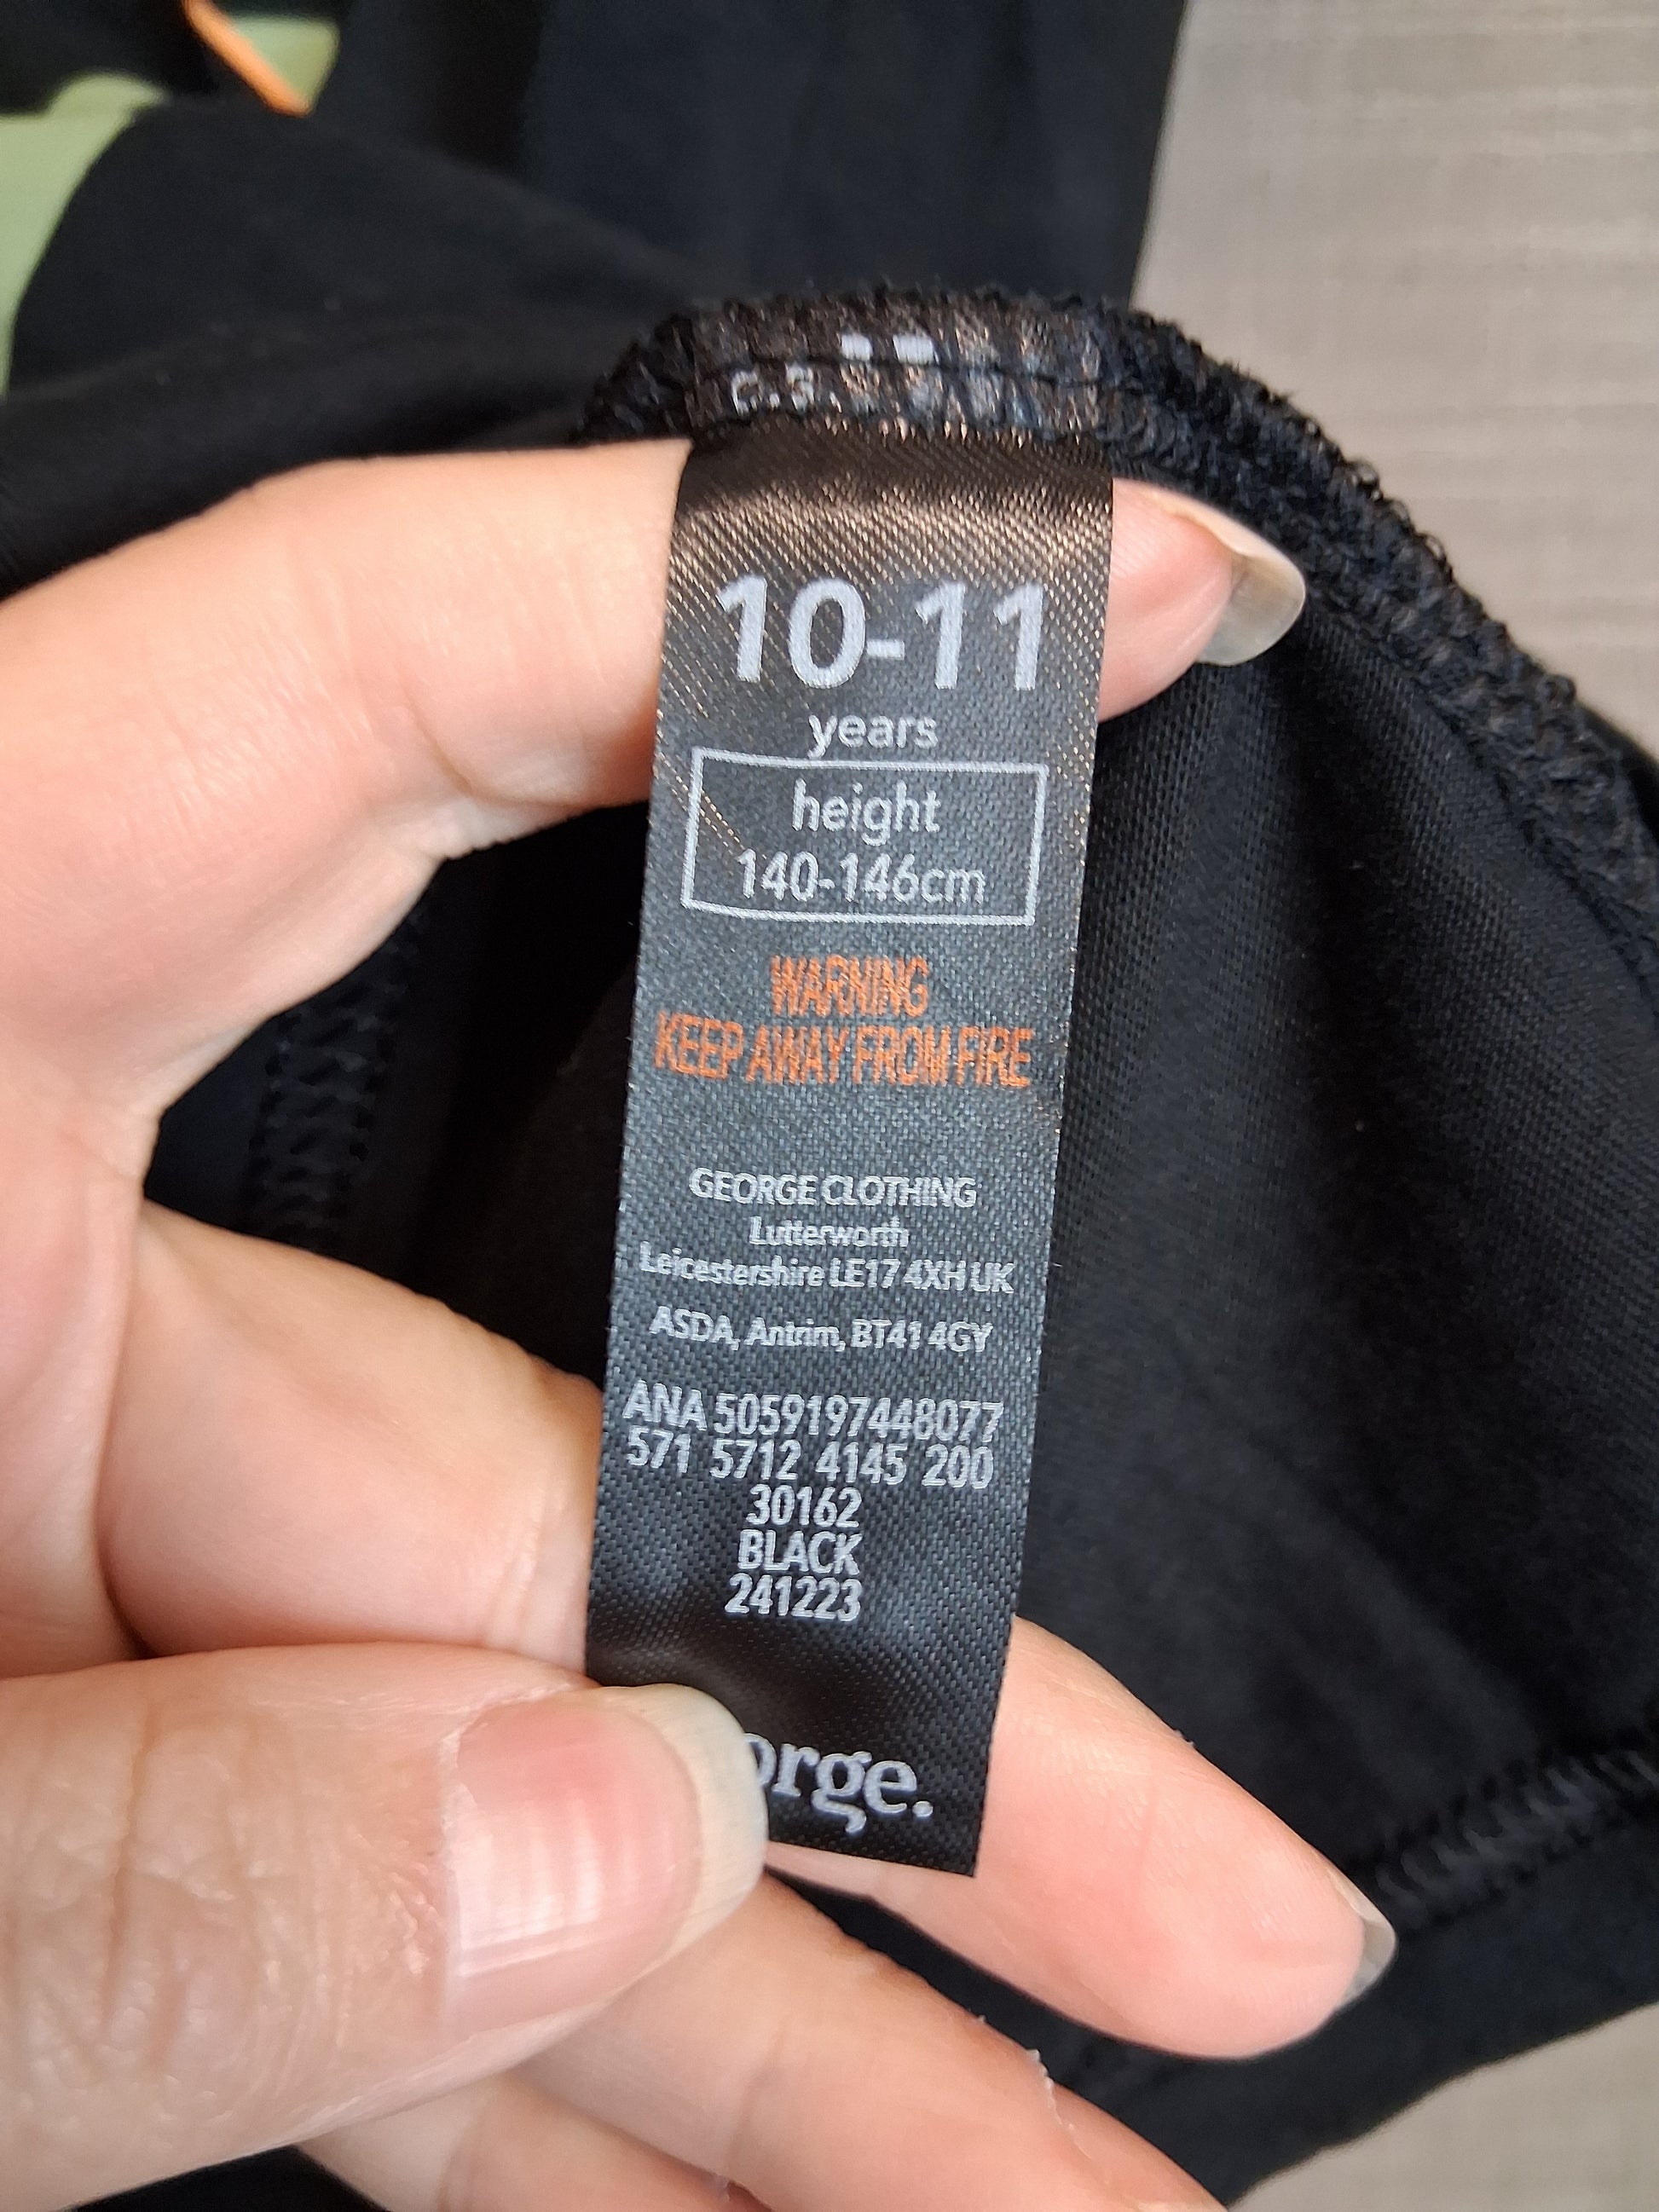 10-11
years
height
140-146cm
WARNING
KEEP AWAY FROM FIRE
GEORGE CLOTHING
Lutterworth
Leicestershire LE17 4XH UK
ASDA, Antrim, BT41 4GY
ANA 5059197448077
571 5712 4145 200
30162
BLACK
241223
orge.